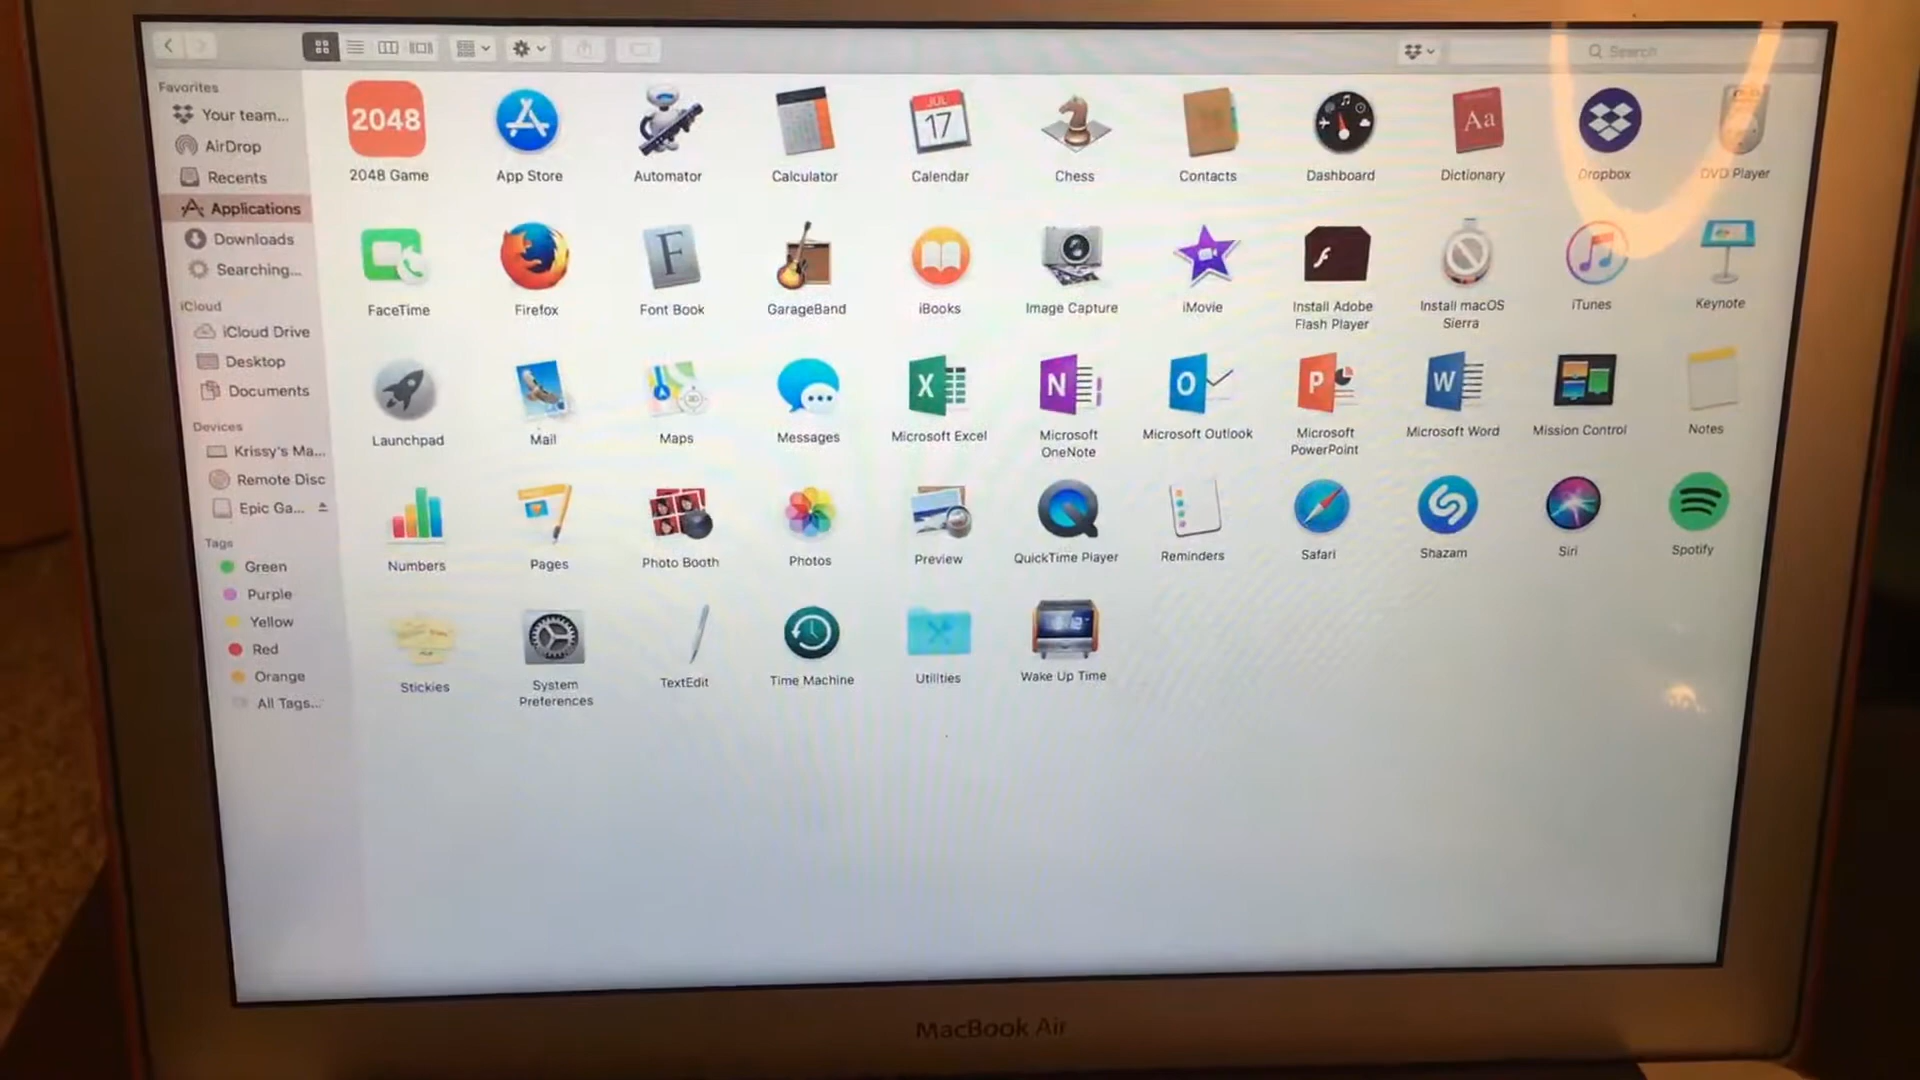 Search
Favorites
Your team...
AirDrop
Recents
Applications
Downloads
Searching...
iCloud
iCloud Drive
Desktop
Documents
Devices
Krissy's Ma...
Remote Disc
Epic Ga...
Tags
Green
Purple
Yellow
Red
Orange
All Tags...
2048
JUL
17
Aa
2048 Game
App Store
Automator
Calculator
Calendar
Chess
Contacts
Dashboard
Dictionary
Dropbox
DVD Player
F
FaceTime
Firefox
Font Book
GarageBand
iBooks
Image Capture
iMovie
Install Adobe
Flash Player
Install macOS
Sierra
iTunes
Keynote
X
N
O
P
W
Launchpad
Mail
Maps
Messages
Microsoft Excel
Microsoft
OneNote
Microsoft Outlook
Microsoft
PowerPoint
Microsoft Word
Mission Control
Notes
Numbers
Pages
Photo Booth
Photos
Preview
QuickTime Player
Reminders
Safari
Shazam
Siri
Spotify
Stickies
System
Preferences
TextEdit
Time Machine
Utilities
Wake Up Time
MacBook Air